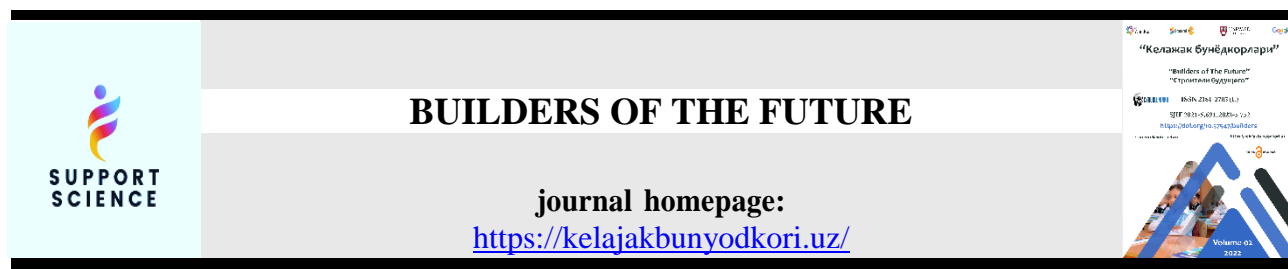 SUPPORT
SCIENCE
BUILDERS OF THE FUTURE
journal homepage:
https://kelajakbunyodkori.uz/
“Келажак бунёдкорлари”
“Builders of The Future”
“Строители будущего”
Volume 02
2022